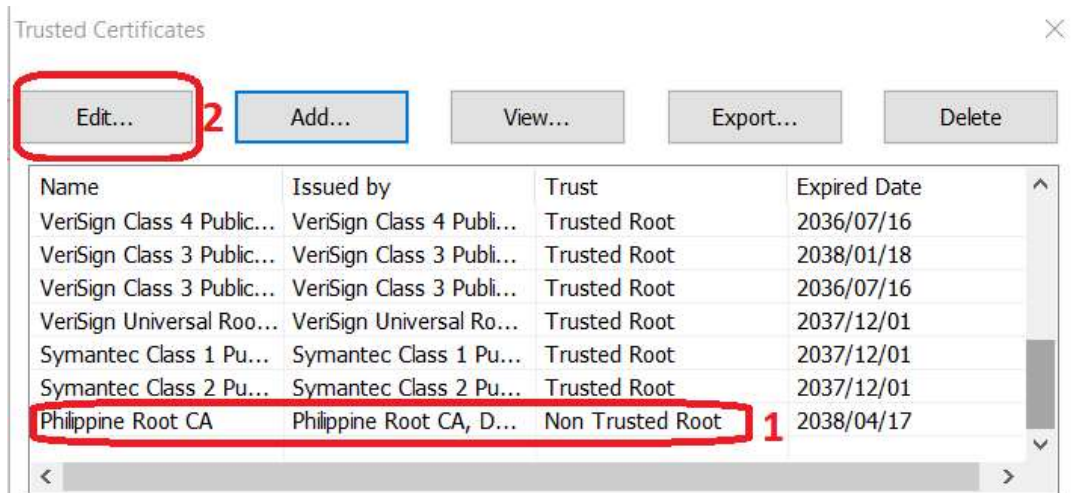 Trusted Certificates
Edit... 2 Add... View... Export... Delete
Name Issued by Trust Expired Date
VeriSign Class 4 Public... VeriSign Class 4 Publi... Trusted Root 2036/07/16
VeriSign Class 3 Public... VeriSign Class 3 Publi... Trusted Root 2038/01/18
VeriSign Class 3 Public... VeriSign Class 3 Publi... Trusted Root 2036/07/16
VeriSign Universal Roo... VeriSign Universal Ro... Trusted Root 2037/12/01
Symantec Class 1 Pu... Symantec Class 1 Pu... Trusted Root 2037/12/01
Symantec Class 2 Pu... Symantec Class 2 Pu... Trusted Root 2037/12/01
Philippine Root CA Philippine Root CA, D... Non Trusted Root 1 2038/04/17